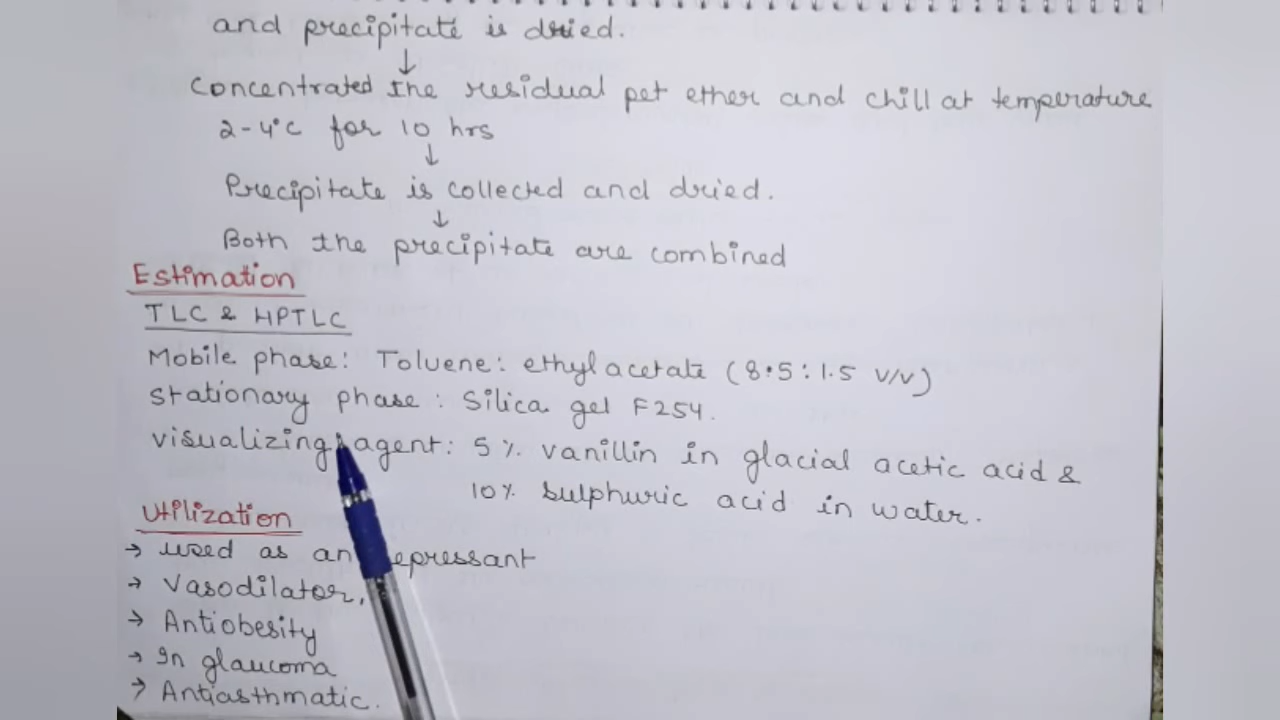 and precipitate is dried.
↓
Concentrated the residual pet ether and chill at temperature
2-4°C for 10 hrs
↓
Precipitate is collected and dried.
↓
Both the precipitate are combined
Estimation
TLC & HPTLC
Mobile phase: Toluene: ethyl acetate (8.5:1.5 v/v)
Stationary phase: Silica gel F254.
visualizing agent: 5% vanillin in glacial acetic acid &
10% sulphuric acid in water.
Utilization
→ used as an epressant
→ Vasodilator,
→ Antiobesity
→ In glaucoma
→ Antiasthmatic.